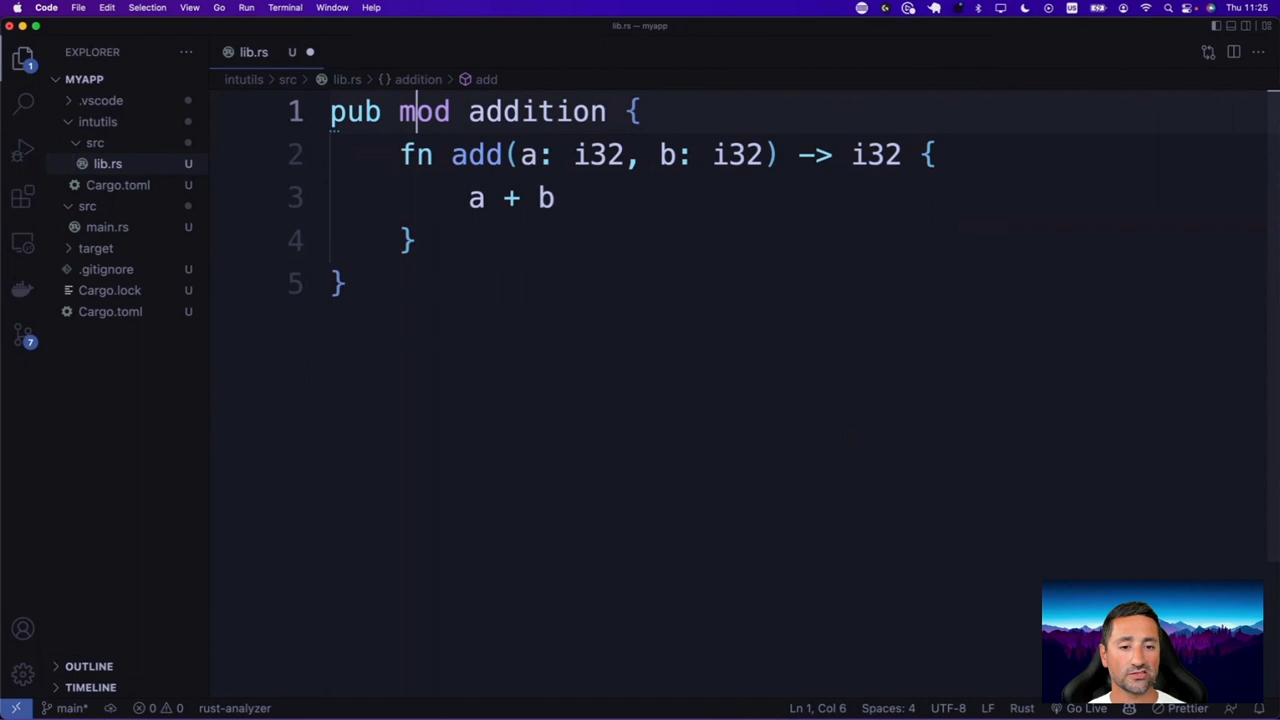 Code File Edit Selection View Go Run Terminal Window Help Thu 11:25
lib.rs — myapp
EXPLORER
lib.rs U
MYAPP
intutils src lib.rs {} addition add
.vscode
intutils
src
lib.rs U
Cargo.toml U
src
main.rs U
target
.gitignore U
Cargo.lock U
Cargo.toml U
1
7
1 pub mod addition {
2 fn add(a: i32, b: i32) -> i32 {
3 a + b
4 }
5 }
OUTLINE
TIMELINE
main* 0 0 rust-analyzer Ln 1, Col 6 Spaces: 4 UTF-8 LF Rust Go Live Prettier